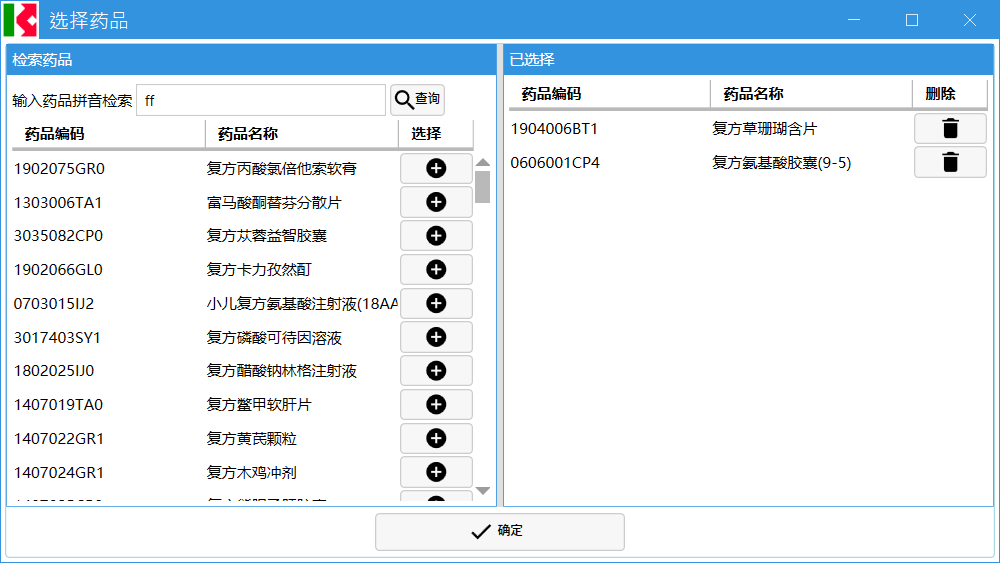 选择药品
检索药品
输入药品拼音检索 ff 查询
药品编码 药品名称 选择
1902075GR0 复方丙酸氯倍他索软膏
1303006TA1 富马酸酮替芬分散片
3035082CP0 复方苁蓉益智胶囊
1902066GL0 复方卡力孜然酊
0703015IJ2 小儿复方氨基酸注射液(18AA
3017403SY1 复方磷酸可待因溶液
1802025IJ0 复方醋酸钠林格注射液
1407019TA0 复方鳖甲软肝片
1407022GR1 复方黄芪颗粒
1407024GR1 复方木鸡冲剂
已选择
药品编码 药品名称 删除
1904006BT1 复方草珊瑚含片
0606001CP4 复方氨基酸胶囊(9-5)
确定